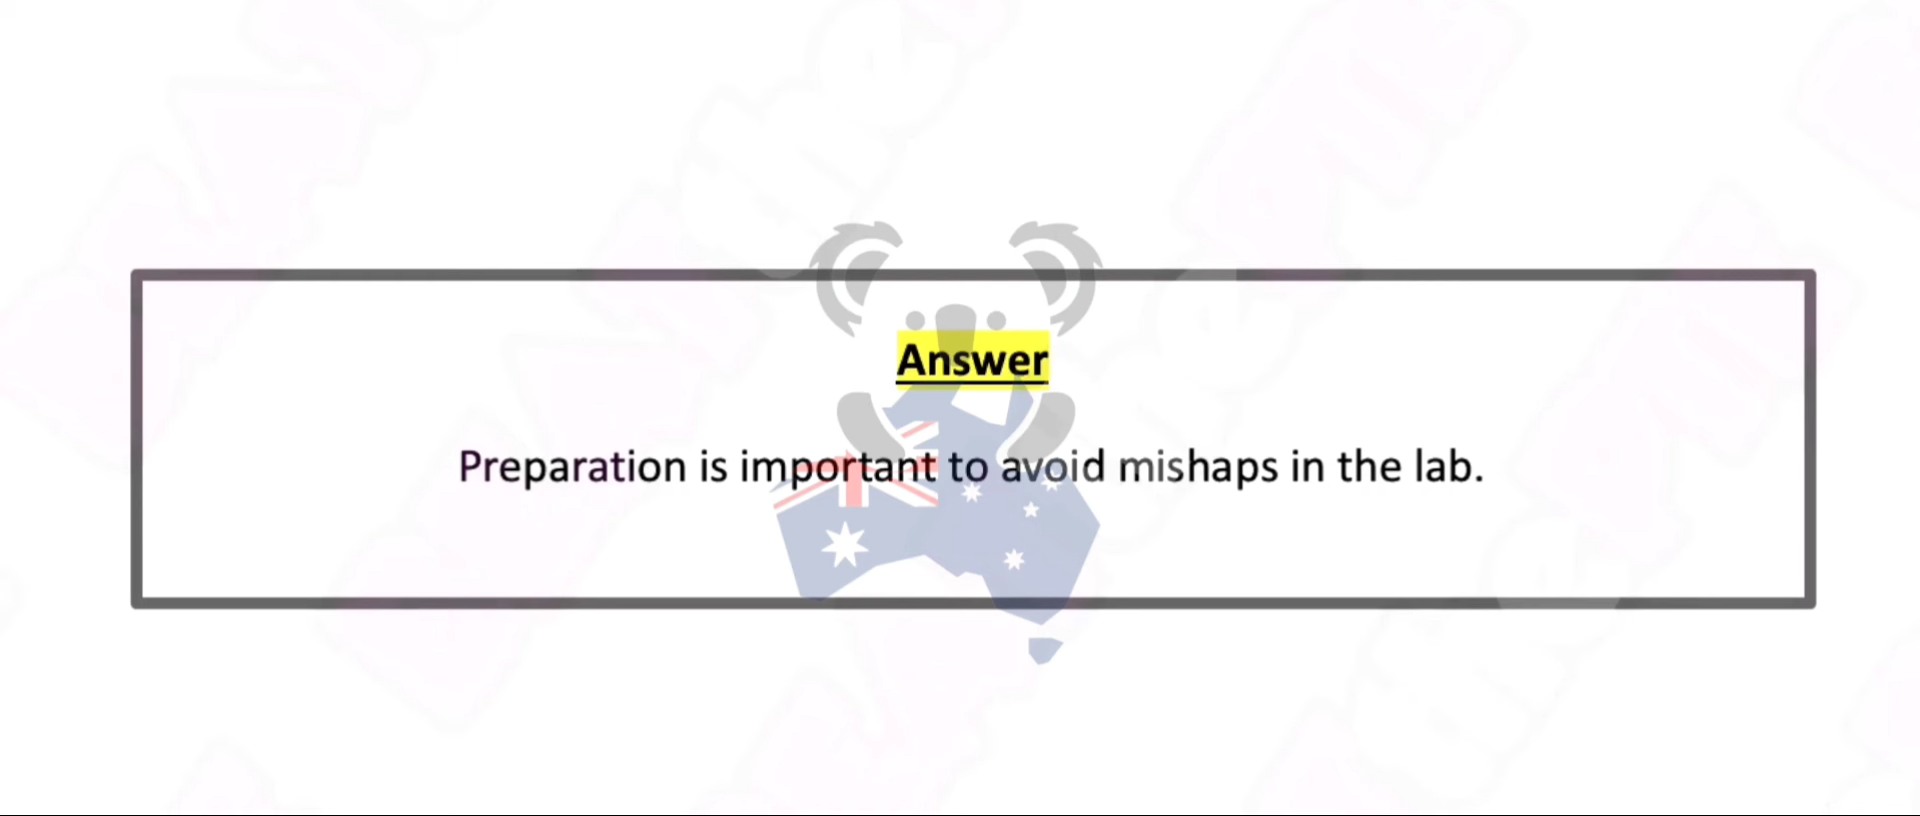 Answer
Preparation is important to avoid mishaps in the lab.